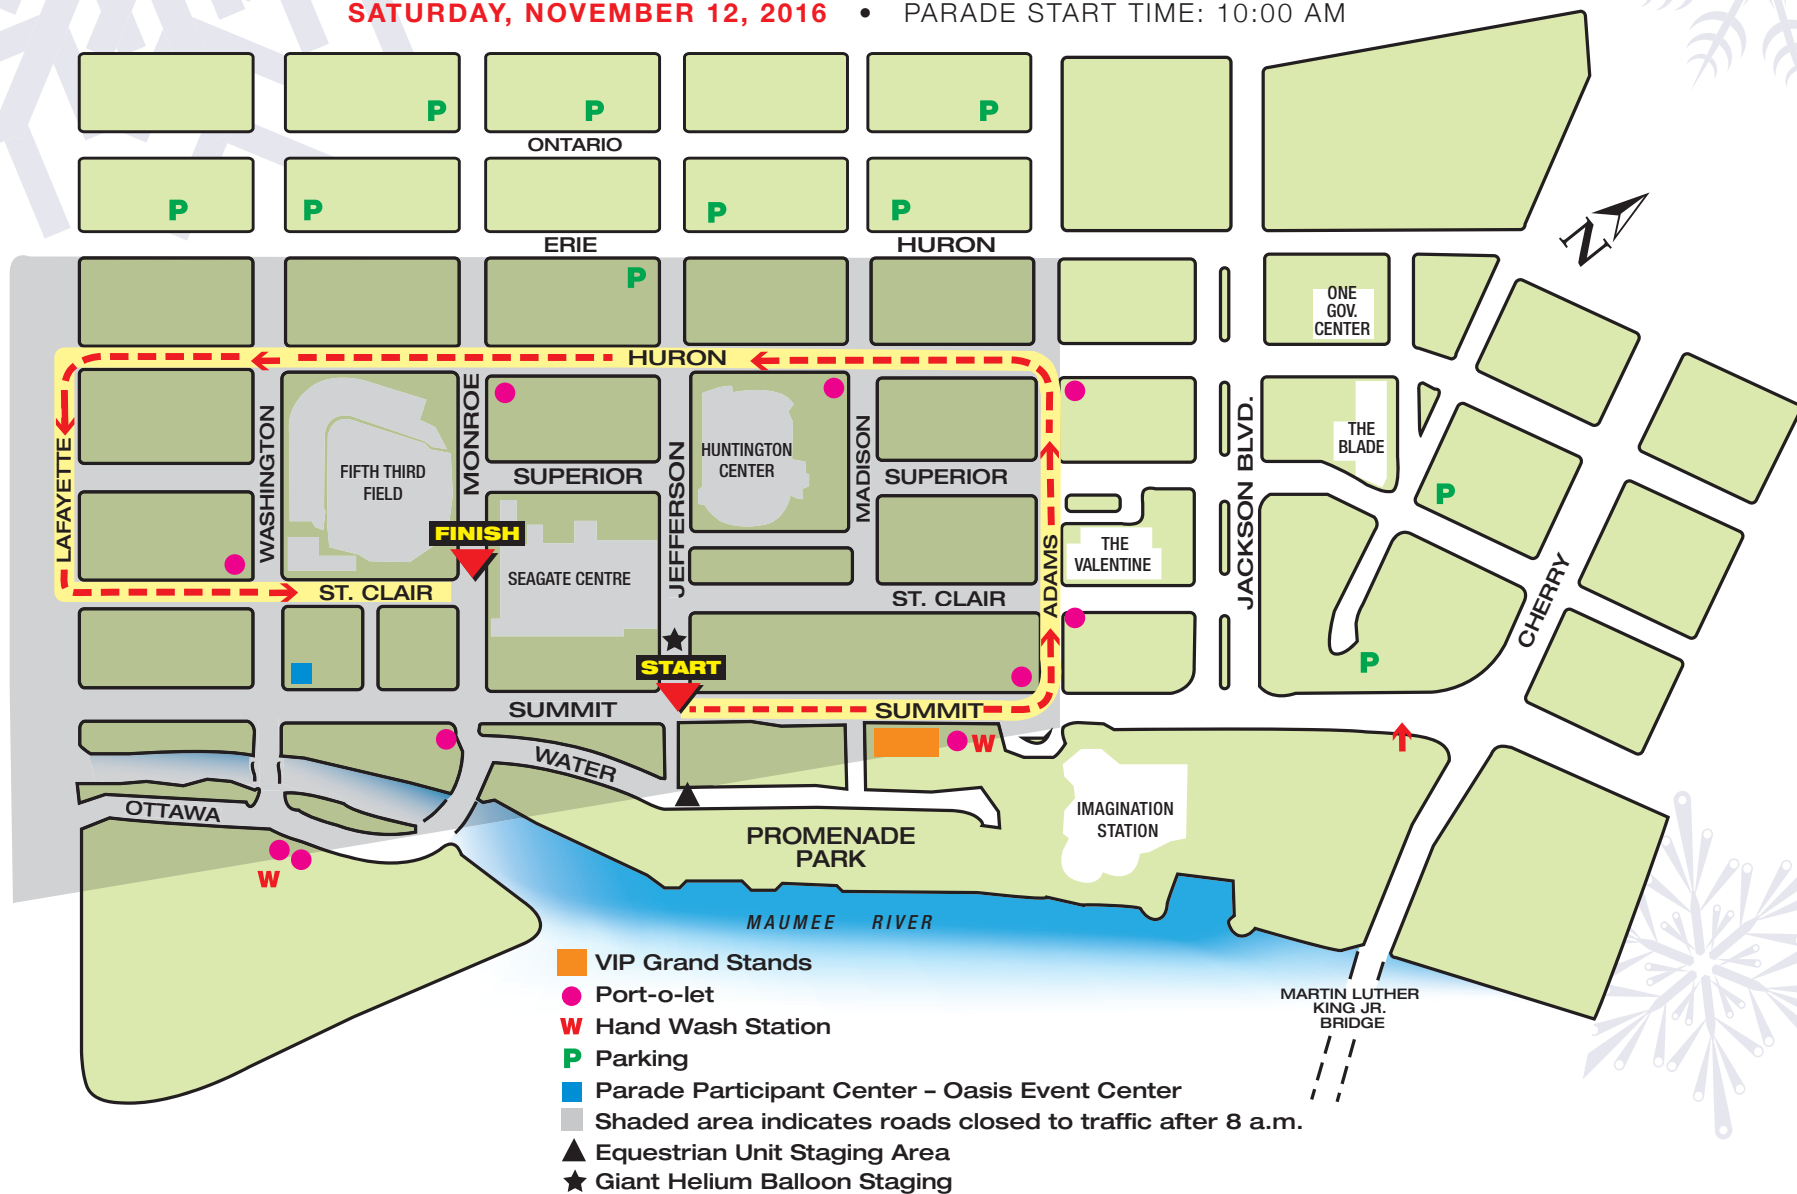 SATURDAY, NOVEMBER 12, 2016 • PARADE START TIME: 10:00 AM
P
P
P
ONTARIO
P
P
P
P
ERIE
HURON
N
P
ONE
GOV.
CENTER
HURON
LAFAYETTE
WASHINGTON
MONROE
JEFFERSON
MADISON
ADAMS
JACKSON BLVD.
CHERRY
FIFTH THIRD
FIELD
HUNTINGTON
CENTER
THE
BLADE
SUPERIOR
SUPERIOR
P
FINISH
SEAGATE CENTRE
THE
VALENTINE
ST. CLAIR
ST. CLAIR
START
P
SUMMIT
SUMMIT
W
WATER
OTTAWA
IMAGINATION
STATION
PROMENADE
PARK
W
MAUMEE RIVER
MARTIN LUTHER
KING JR.
BRIDGE
VIP Grand Stands
Port-o-let
W Hand Wash Station
P Parking
Parade Participant Center – Oasis Event Center
Shaded area indicates roads closed to traffic after 8 a.m.
Equestrian Unit Staging Area
Giant Helium Balloon Staging